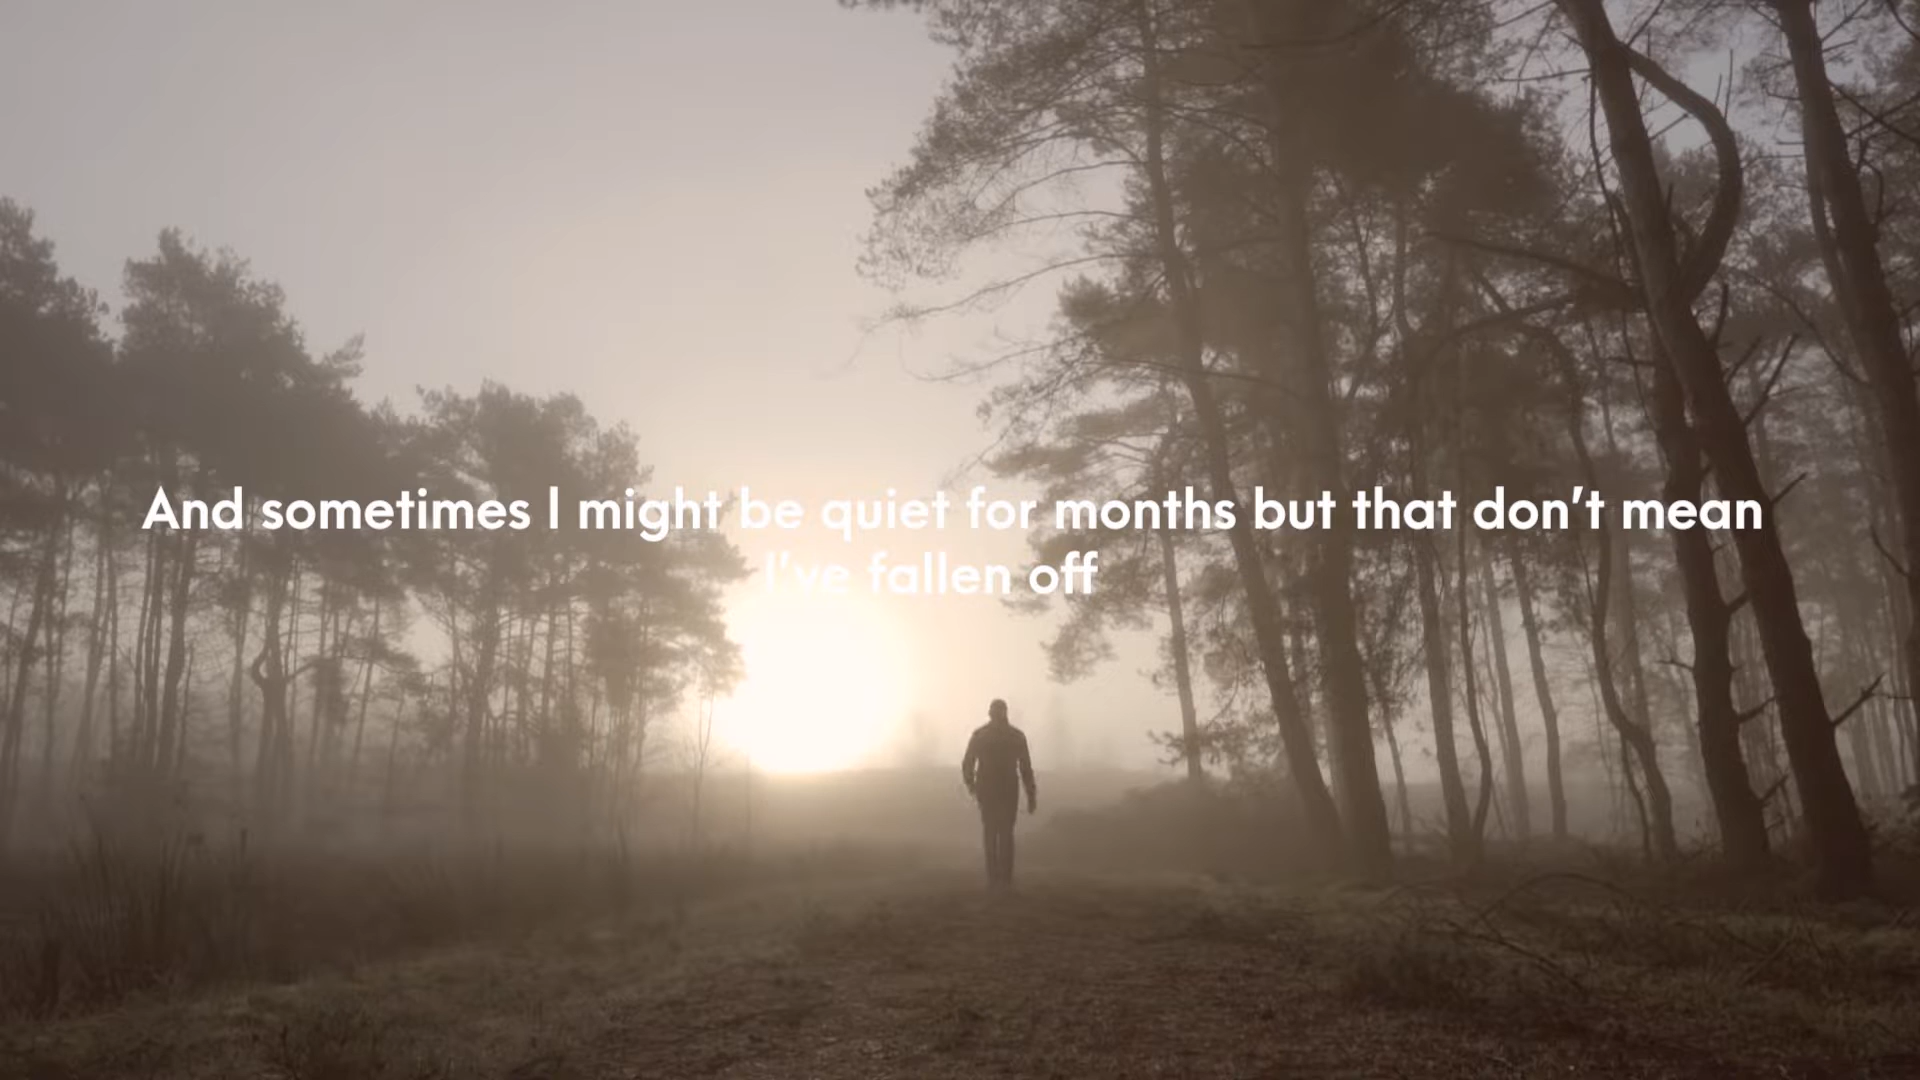 And sometimes I might be quiet for months but that don't mean
I've fallen off